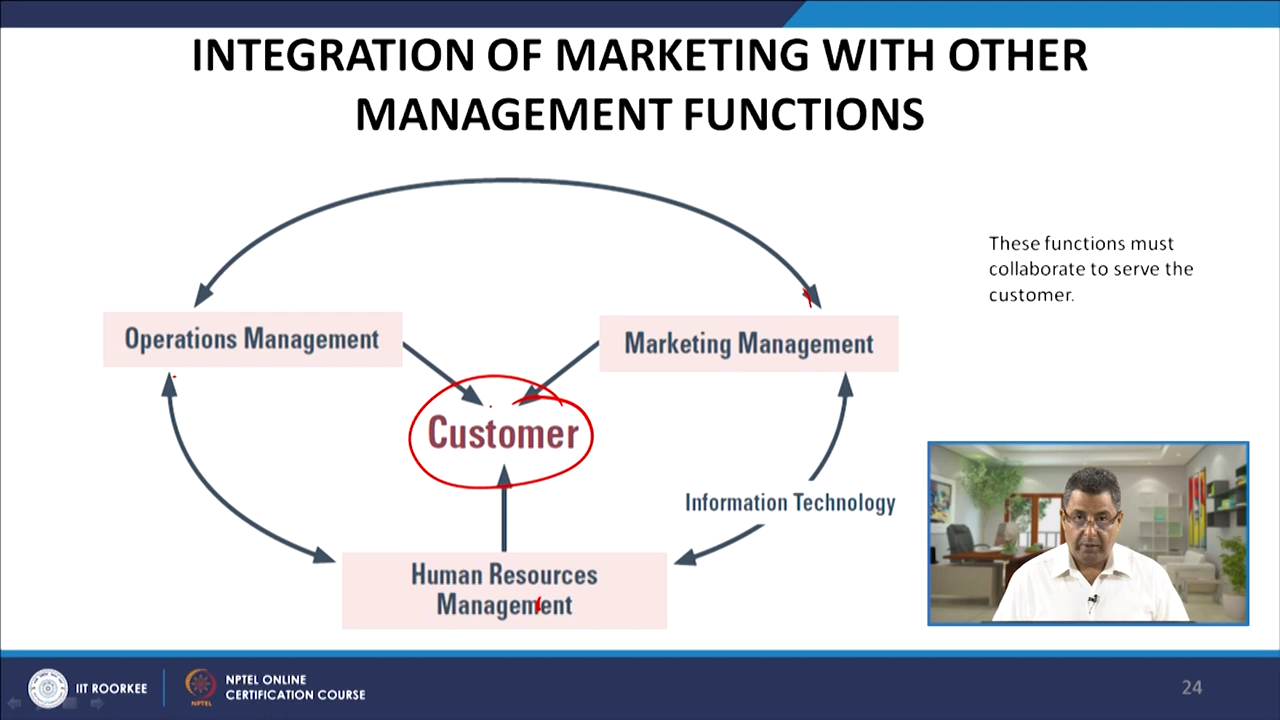 INTEGRATION OF MARKETING WITH OTHER
MANAGEMENT FUNCTIONS
These functions must
collaborate to serve the
customer.
Operations Management
Marketing Management
Customer
Information Technology
Human Resources
Management
IIT ROORKEE
NPTEL
NPTEL ONLINE
CERTIFICATION COURSE
24